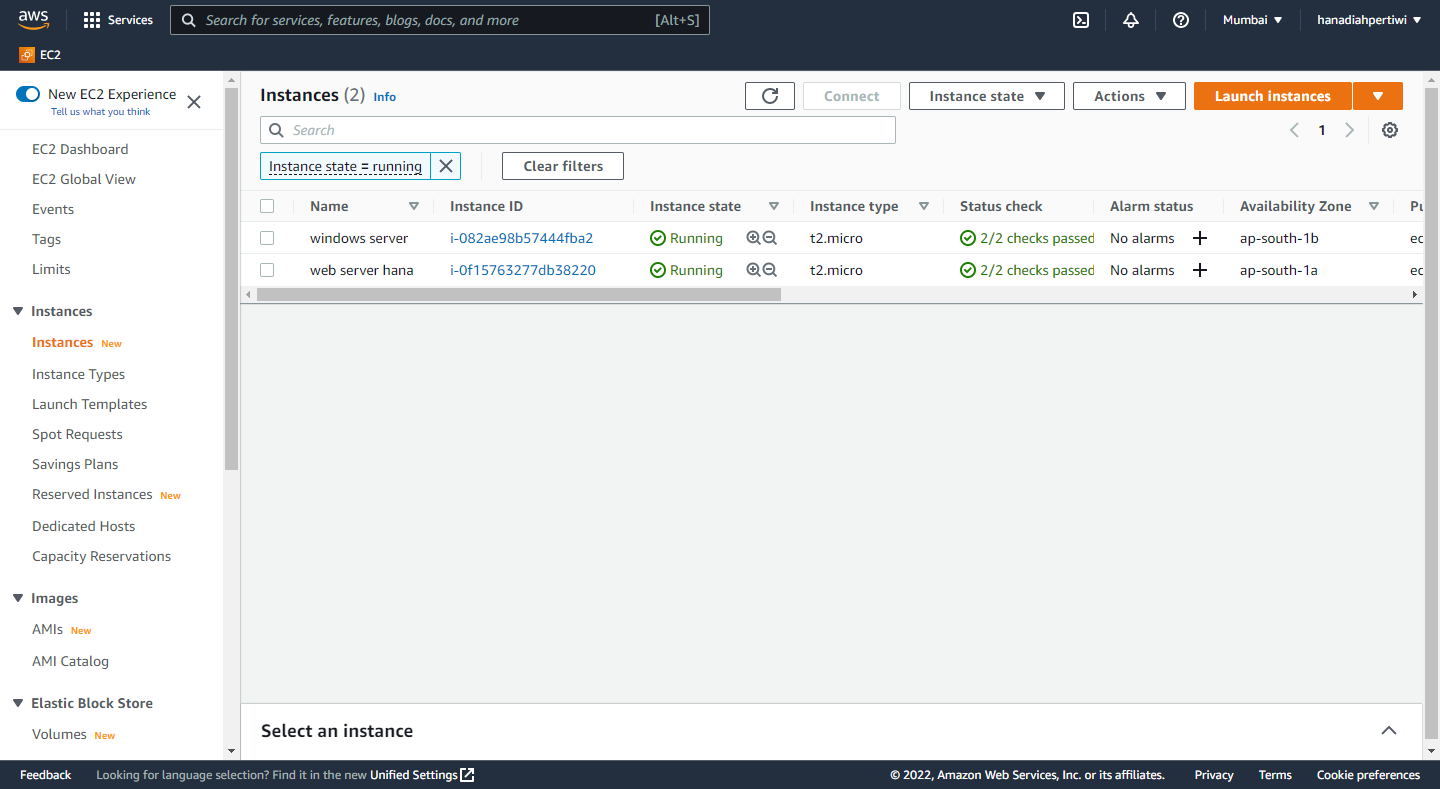 aws
Services
Search for services, features, blogs, docs, and more
[Alt+S]
Mumbai
hanadiahpertiwi
EC2
New EC2 Experience
Tell us what you think
EC2 Dashboard
EC2 Global View
Events
Tags
Limits
Instances
Instances New
Instance Types
Launch Templates
Spot Requests
Savings Plans
Reserved Instances New
Dedicated Hosts
Capacity Reservations
Images
AMIs New
AMI Catalog
Elastic Block Store
Volumes New
Instances (2) Info
Connect
Instance state
Actions
Launch instances
Search
1
Instance state = running
Clear filters
Name Instance ID Instance state Instance type Status check Alarm status Availability Zone
windows server i-082ae98b57444fba2 Running t2.micro 2/2 checks passed No alarms ap-south-1b
web server hana i-0f15763277db38220 Running t2.micro 2/2 checks passed No alarms ap-south-1a
Select an instance
Feedback Looking for language selection? Find it in the new Unified Settings © 2022, Amazon Web Services, Inc. or its affiliates. Privacy Terms Cookie preferences